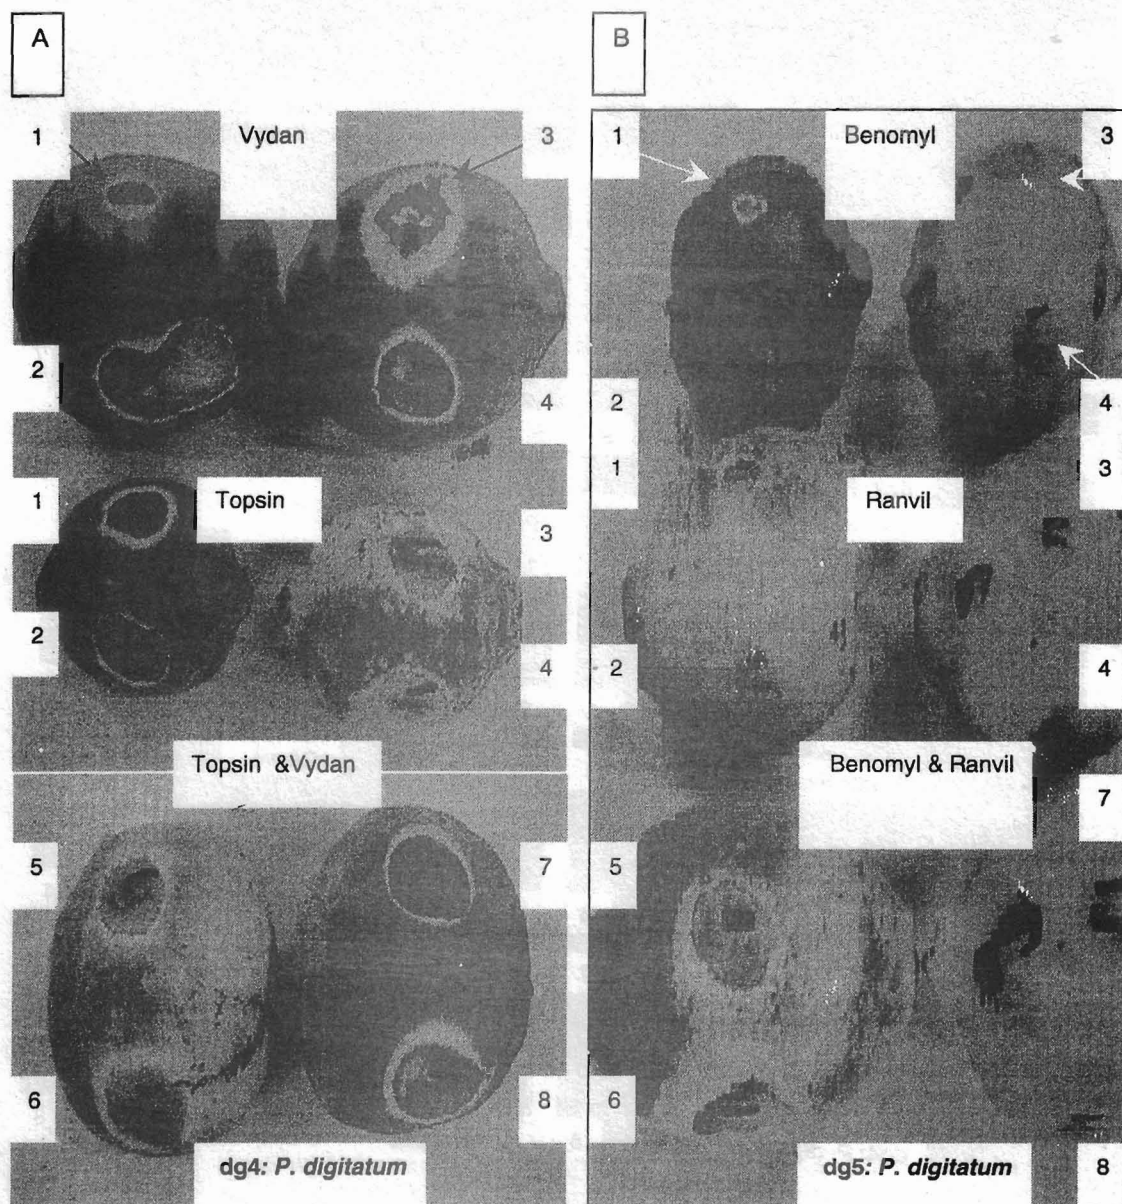 A
B
1
Vydan
3
2
4
1
Topsin
3
2
4
Topsin &Vydan
5
7
6
8
dg4: P. digitatum
1
Benomyl
3
2
4
1
Ranvil
3
2
4
Benomyl & Ranvil
7
5
6
dg5: P. digitatum
8